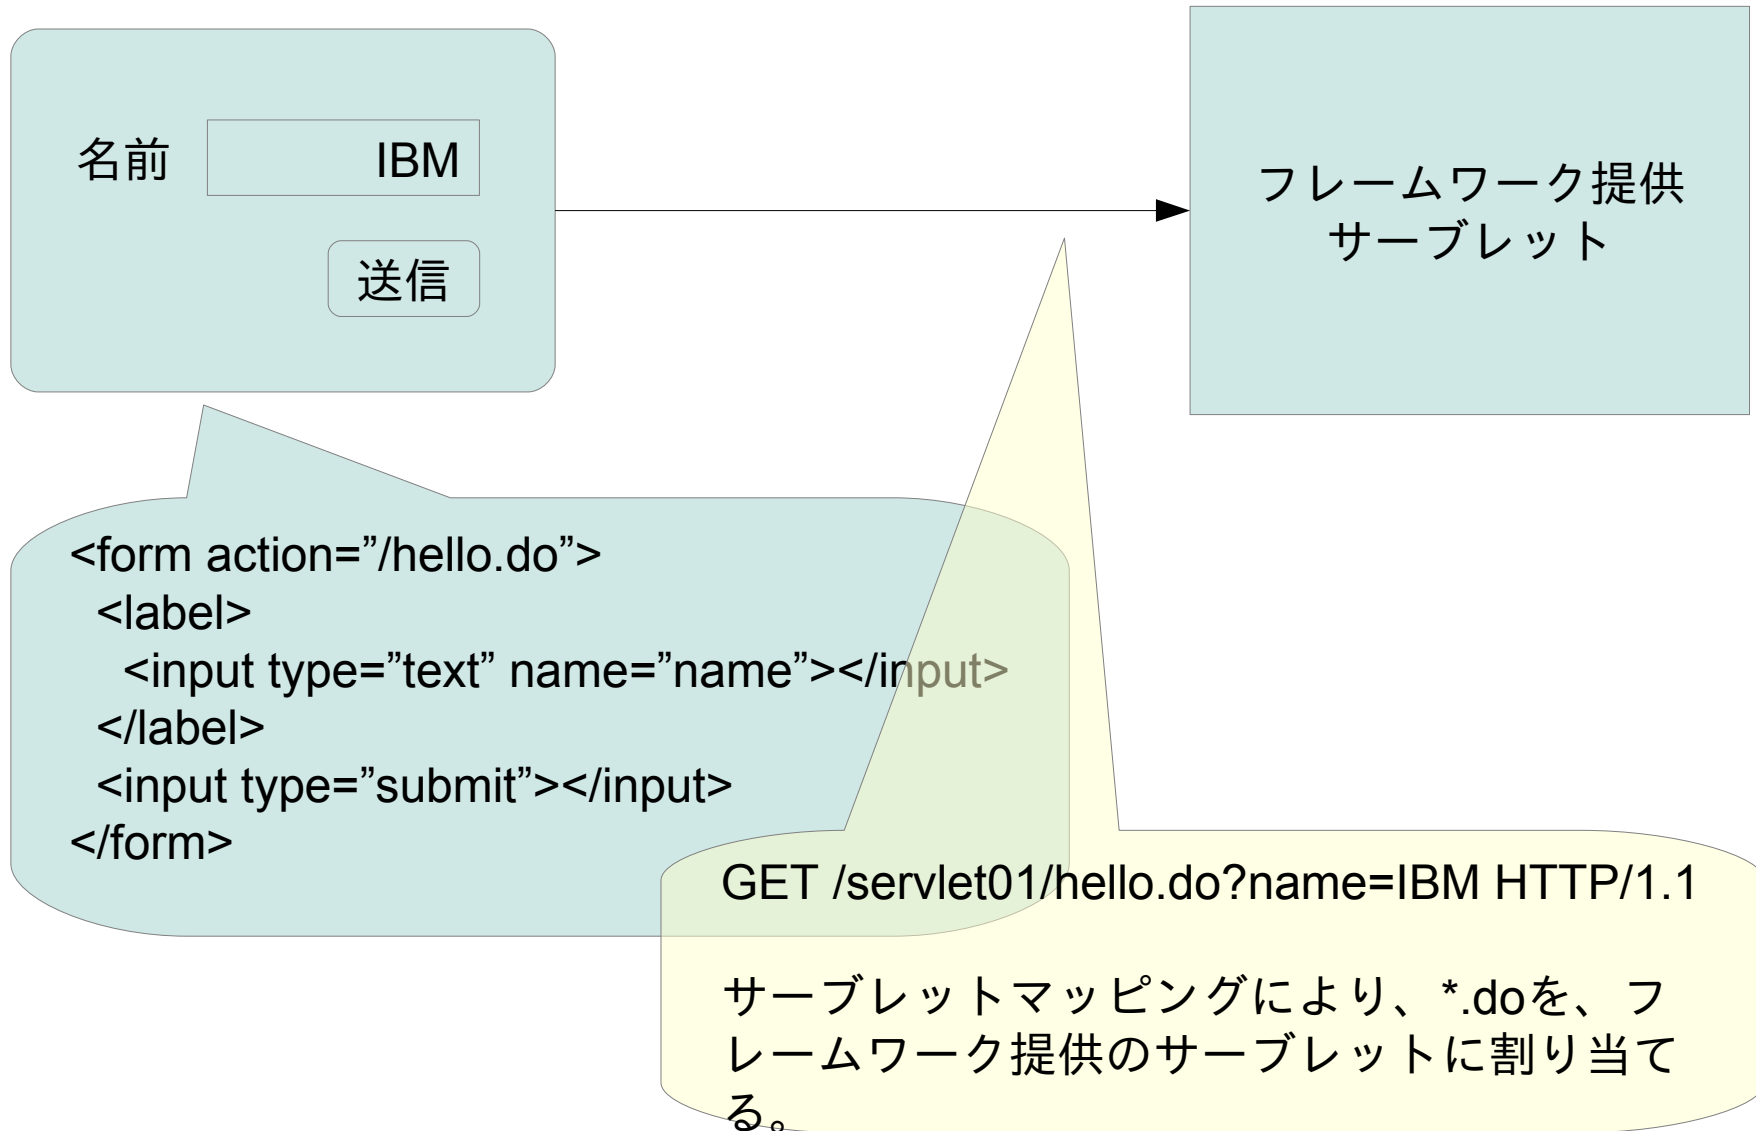 名前 IBM
送信
フレームワーク提供
サーブレット
<form action=”/hello.do”>
<label>
<input type=”text” name=”name”></input>
</label>
<input type=”submit”></input>
</form>
GET /servlet01/hello.do?name=IBM HTTP/1.1
サーブレットマッピングにより、*.doを、フ
レームワーク提供のサーブレットに割り当て
る。